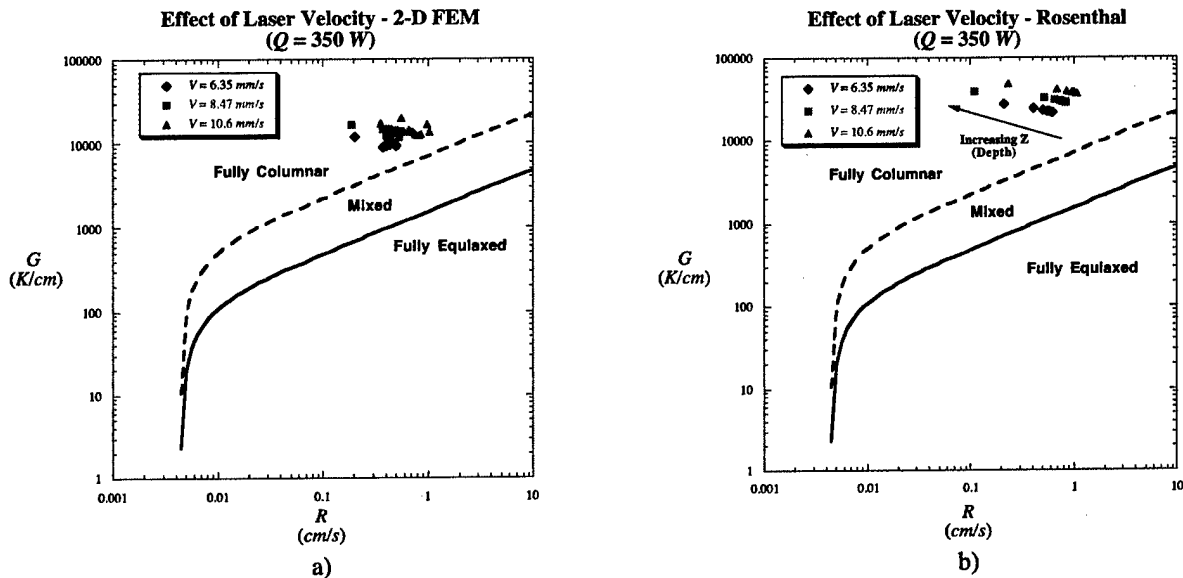 Effect of Laser Velocity - 2-D FEM
(Q = 350 W)
100000
10000
1000
100
10
1
V = 6.35 mm/s
V = 8.47 mm/s
V = 10.6 mm/s
Fully Columnar
Mixed
Fully Equiaxed
G
(K/cm)
0.001
0.01
0.1
1
10
R
(cm/s)
a)
Effect of Laser Velocity - Rosenthal
(Q = 350 W)
100000
10000
1000
100
10
1
V = 6.35 mm/s
V = 8.47 mm/s
V = 10.6 mm/s
Increasing Z
(Depth)
Fully Columnar
Mixed
Fully Equiaxed
G
(K/cm)
0.001
0.01
0.1
1
10
R
(cm/s)
b)